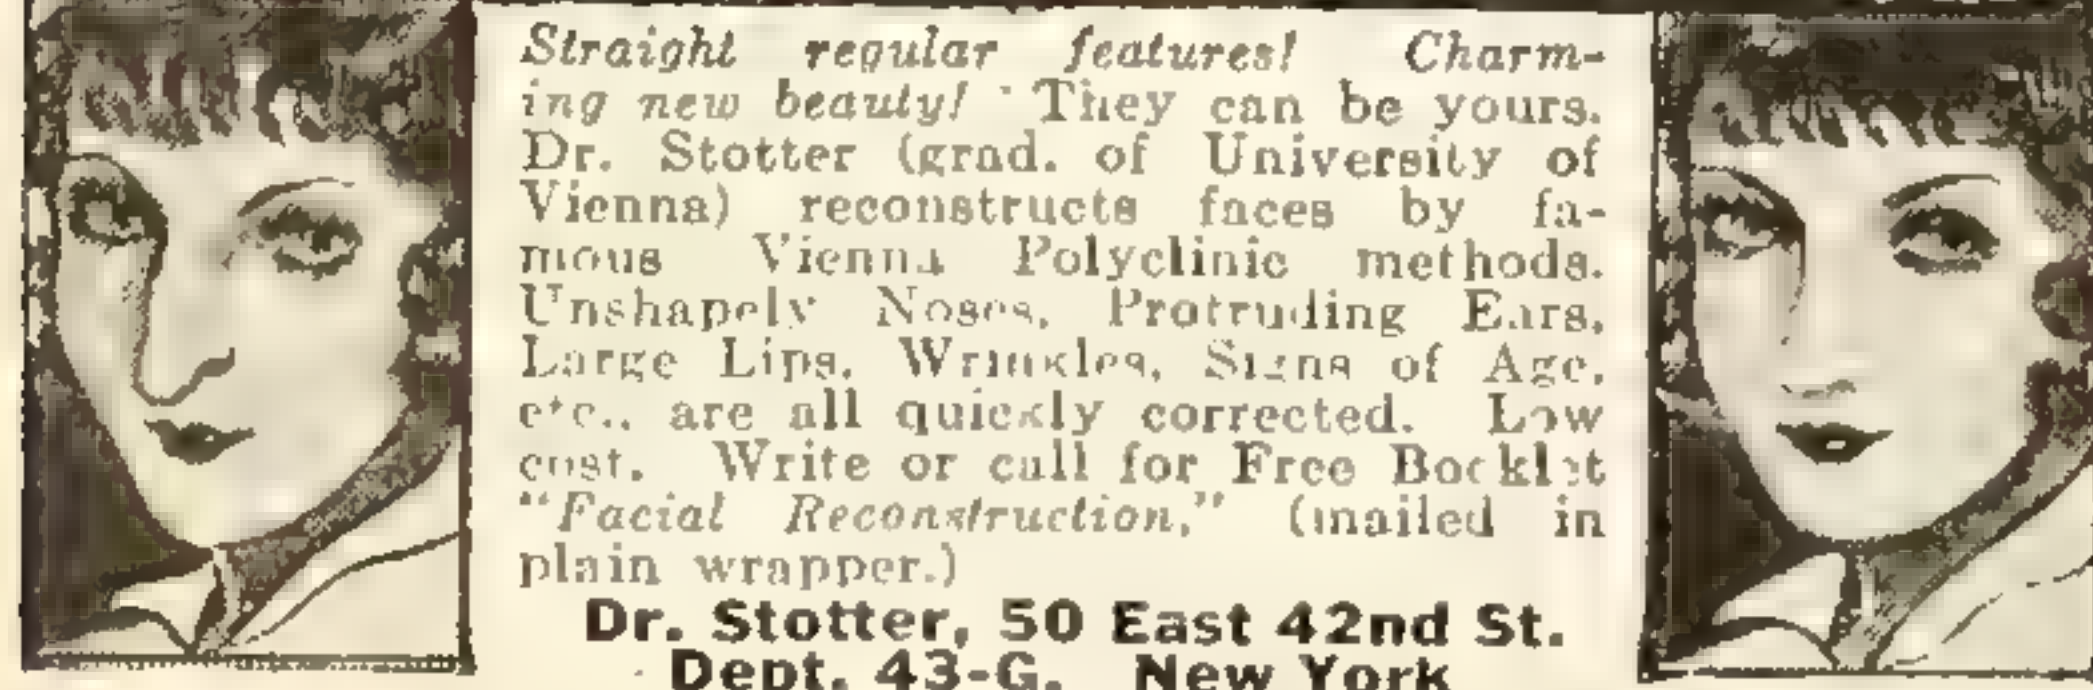 Straight regular features! Charm-
ing new beauty! They can be yours.
Dr. Stotter (grad. of University of
Vienna) reconstructs faces by fa-
mous Vienna Polyclinic methods.
Unshapely Noses, Protruding Ears,
Large Lips, Wrinkles, Signs of Age,
etc., are all quickly corrected. Low
cost. Write or call for Free Booklet
"Facial Reconstruction," (mailed in
plain wrapper.)
Dr. Stotter, 50 East 42nd St.
Dept. 43-G. New York